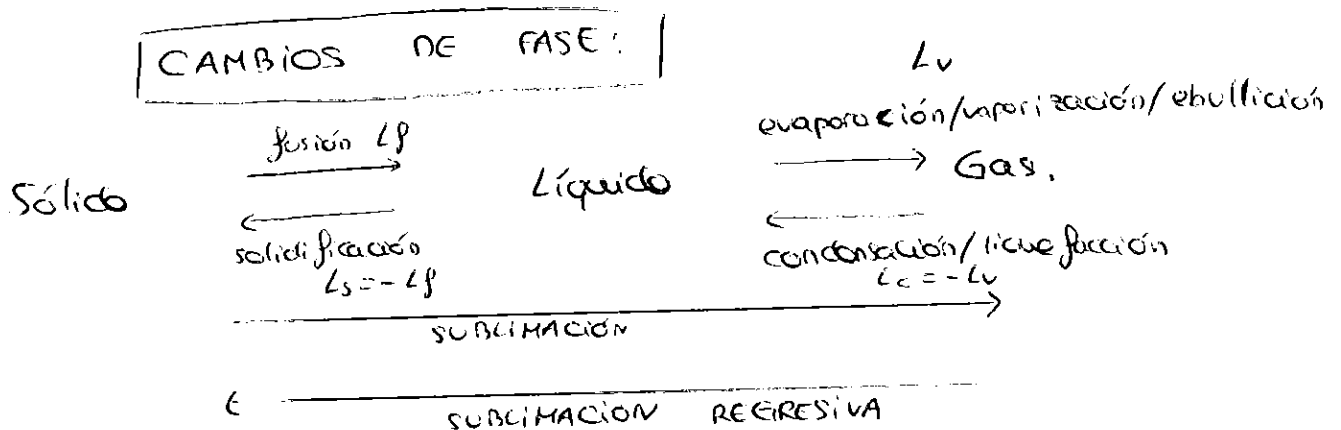 CAMBIOS DE FASE:
Lv
evaporación/vaporización/ebullición
fusión Lf
Sólido Líquido Gas.
solidificación
Ls = - Lf
condensación/licuefacción
Lc = - Lv
SUBLIMACIÓN
SUBLIMACION REGRESIVA